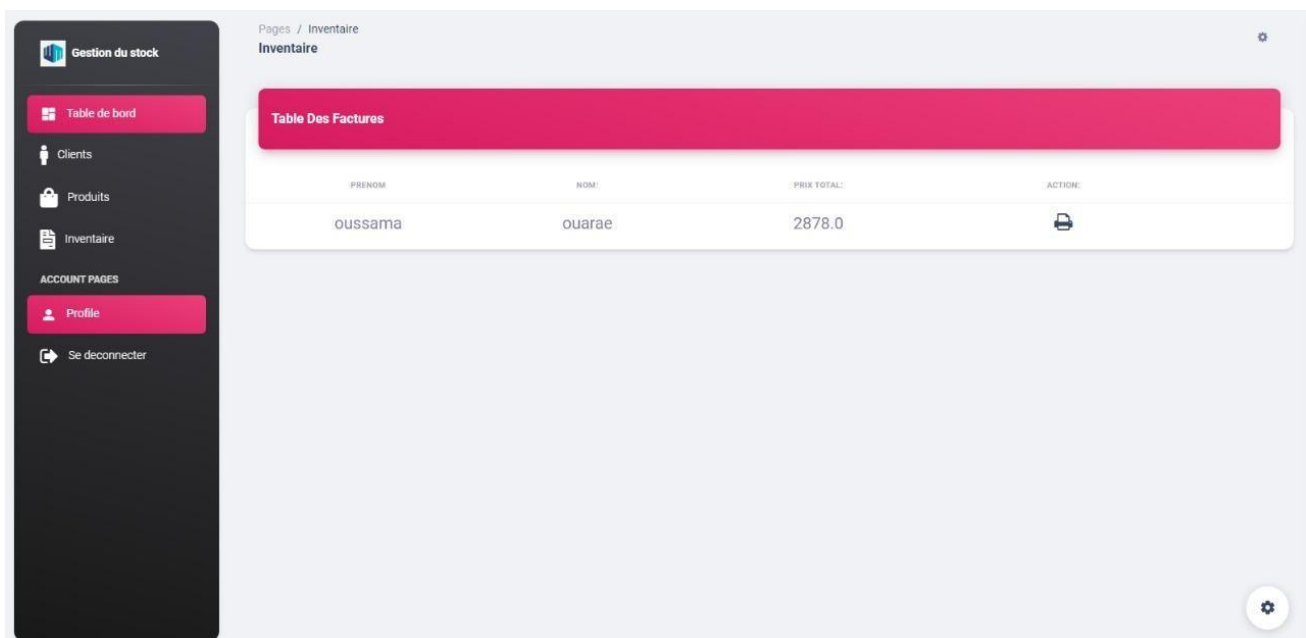 Gestion du stock
Table de bord
Clients
Produits
Inventaire
ACCOUNT PAGES
Profile
Se deconnecter
Pages / Inventaire
Inventaire
Table Des Factures
PRENOM NOM: PRIX TOTAL: ACTION:
oussama ouarae 2878.0